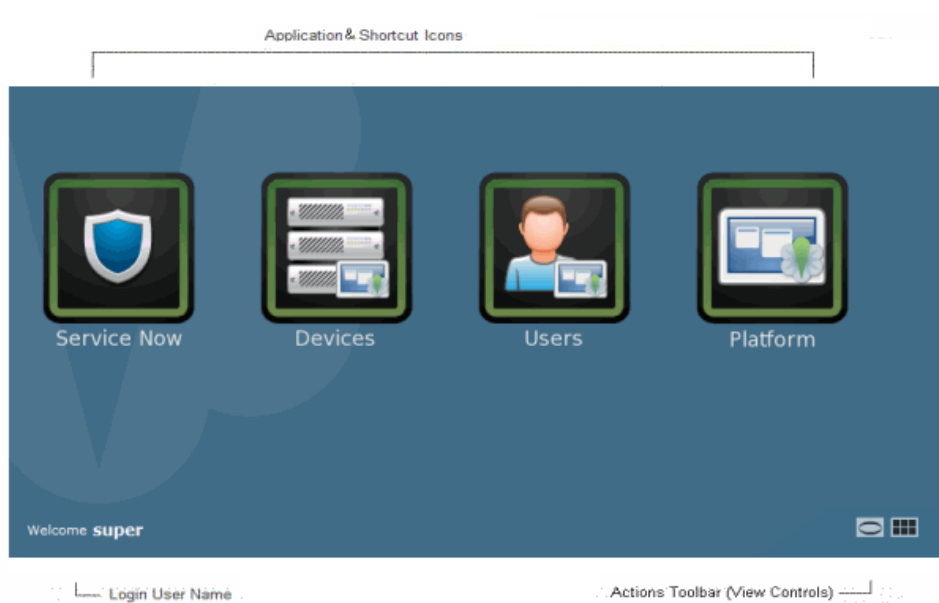 Application & Shortcut Icons
Service Now Devices Users Platform
Welcome super
Login User Name Actions Toolbar (View Controls)